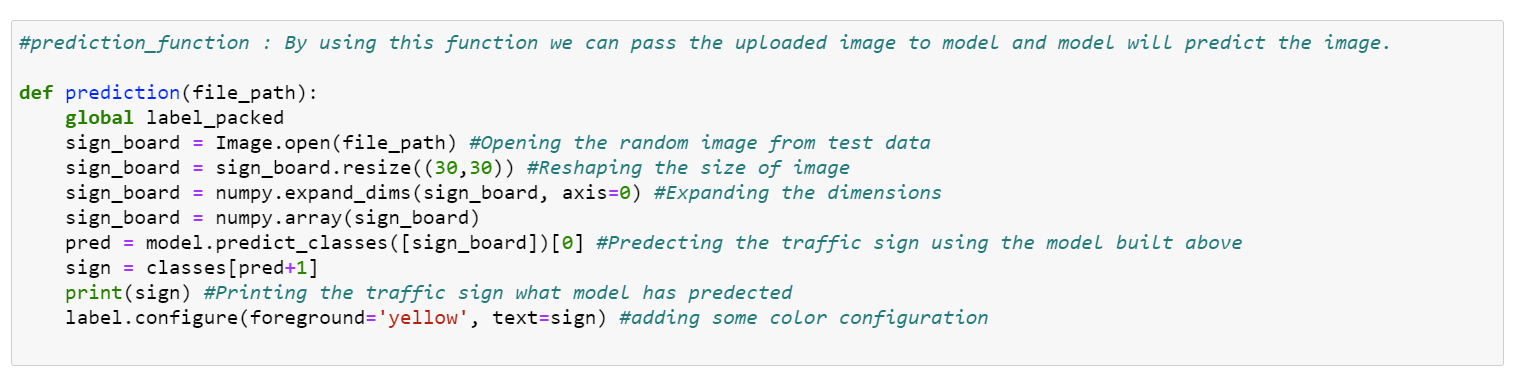 #prediction_function : By using this function we can pass the uploaded image to model and model will predict the image.
def prediction(file_path):
    global label_packed
    sign_board = Image.open(file_path) #Opening the random image from test data
    sign_board = sign_board.resize((30,30)) #Reshaping the size of image
    sign_board = numpy.expand_dims(sign_board, axis=0) #Expanding the dimensions
    sign_board = numpy.array(sign_board)
    pred = model.predict_classes([sign_board])[0] #Predecting the traffic sign using the model built above
    sign = classes[pred+1]
    print(sign) #Printing the traffic sign what model has predected
    label.configure(foreground='yellow', text=sign) #adding some color configuration